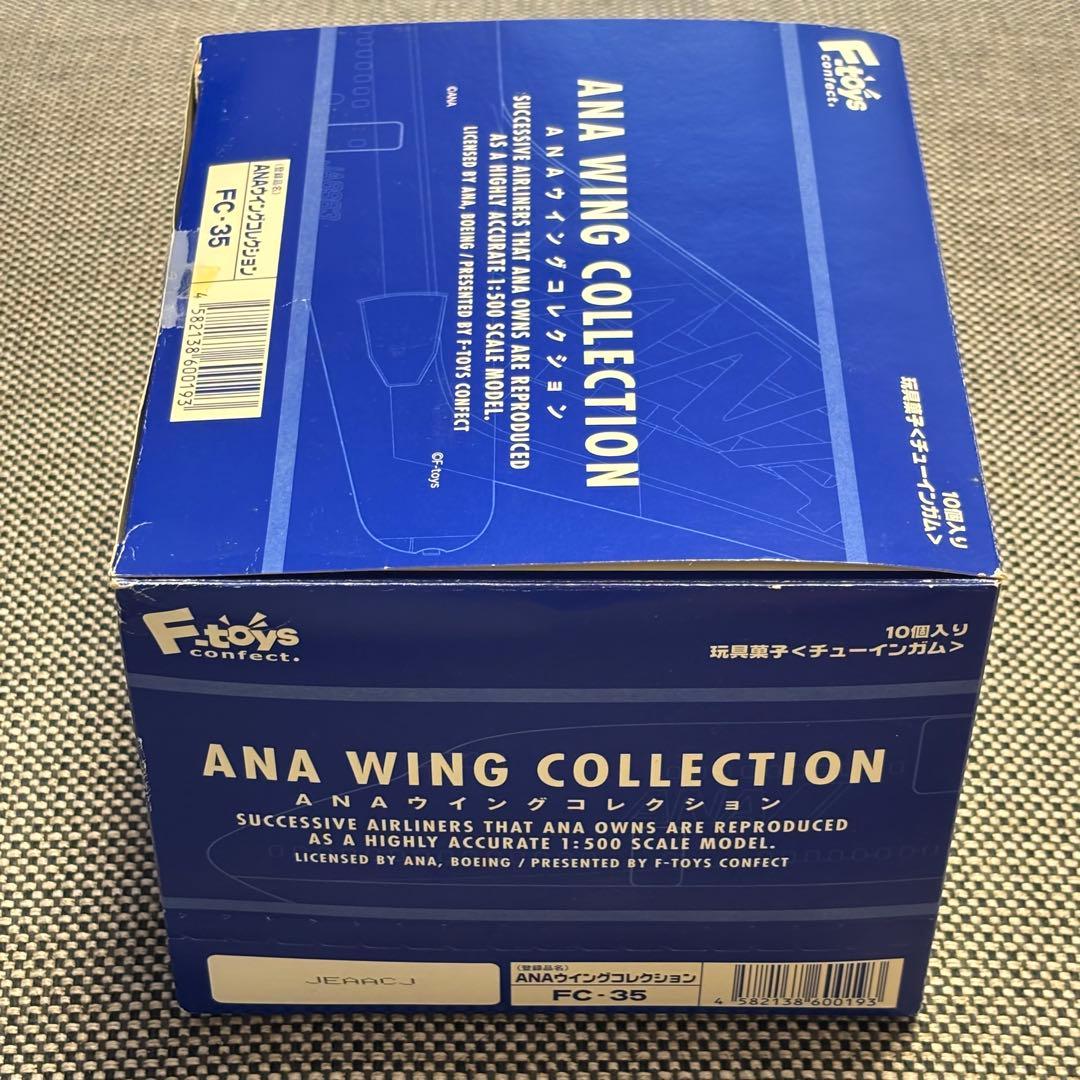 F-toys
confect.
ANA WING COLLECTION
ANAウイングコレクション
SUCCESSIVE AIRLINERS THAT ANA OWNS ARE REPRODUCED
AS A HIGHLY ACCURATE 1:500 SCALE MODEL.
LICENSED BY ANA, BOEING / PRESENTED BY F-TOYS CONFECT
©ANA
©F-toys
10個入り
玩具菓子<チューインガム>
(登録品名)
ANAウイングコレクション
FC-35
4 582138 600193
F-toys
confect.
10個入り
玩具菓子<チューインガム>
ANA WING COLLECTION
ANAウイングコレクション
SUCCESSIVE AIRLINERS THAT ANA OWNS ARE REPRODUCED
AS A HIGHLY ACCURATE 1:500 SCALE MODEL.
LICENSED BY ANA, BOEING / PRESENTED BY F-TOYS CONFECT
JEAACJ
(登録品名)
ANAウイングコレクション
FC-35
4 582138 600193